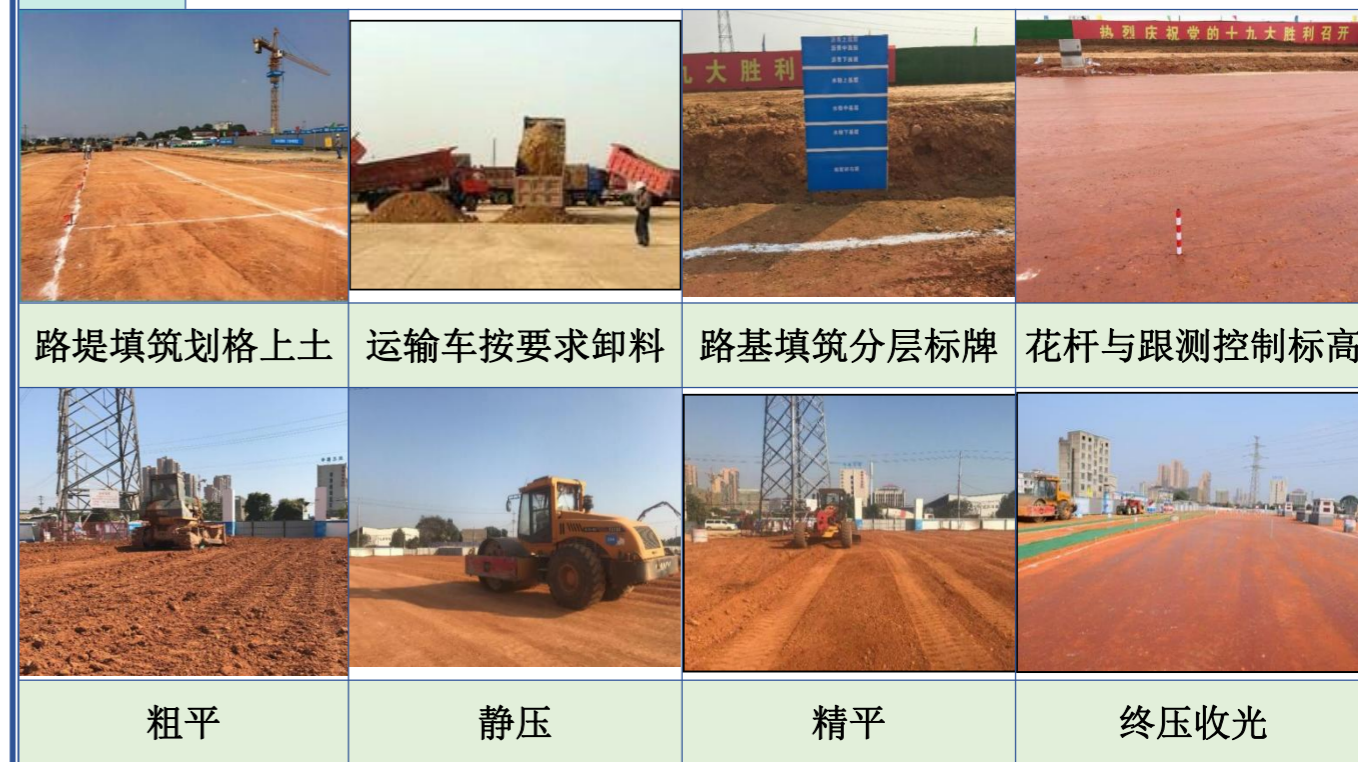 九大胜利
热烈庆祝党的十九大胜利召开
路堤填筑划格上土
运输车按要求卸料
路基填筑分层标牌
花杆与跟测控制标高
粗平
静压
精平
终压收光